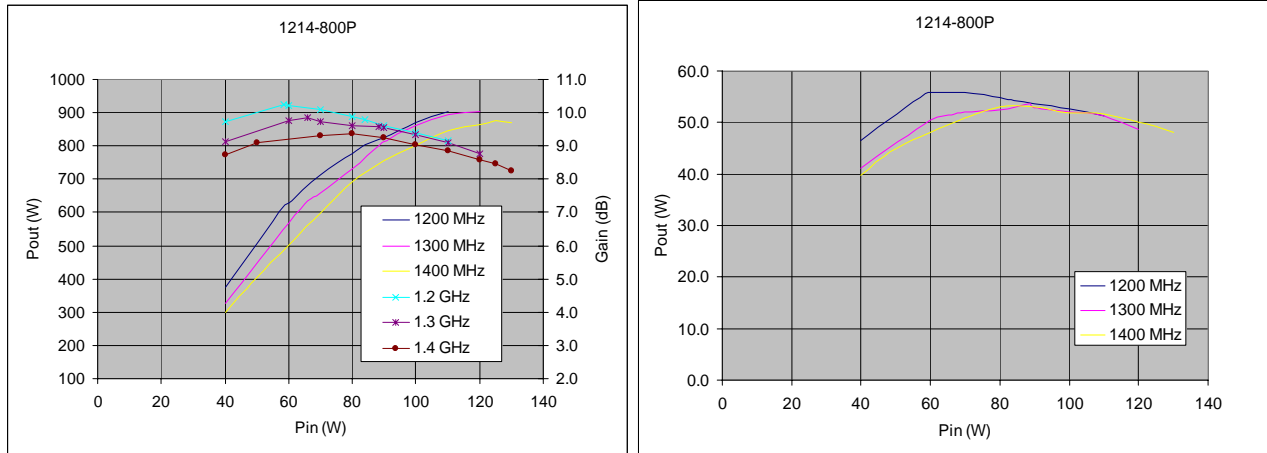 1214-800P
1000
900
800
700
600
500
400
300
200
100
Pout (W)
11.0
10.0
9.0
8.0
7.0
6.0
5.0
4.0
3.0
2.0
Gain (dB)
1200 MHz
1300 MHz
1400 MHz
1.2 GHz
1.3 GHz
1.4 GHz
0 20 40 60 80 100 120 140
Pin (W)
1214-800P
60.0
50.0
40.0
30.0
20.0
10.0
0.0
Pout (W)
1200 MHz
1300 MHz
1400 MHz
0 20 40 60 80 100 120 140
Pin (W)